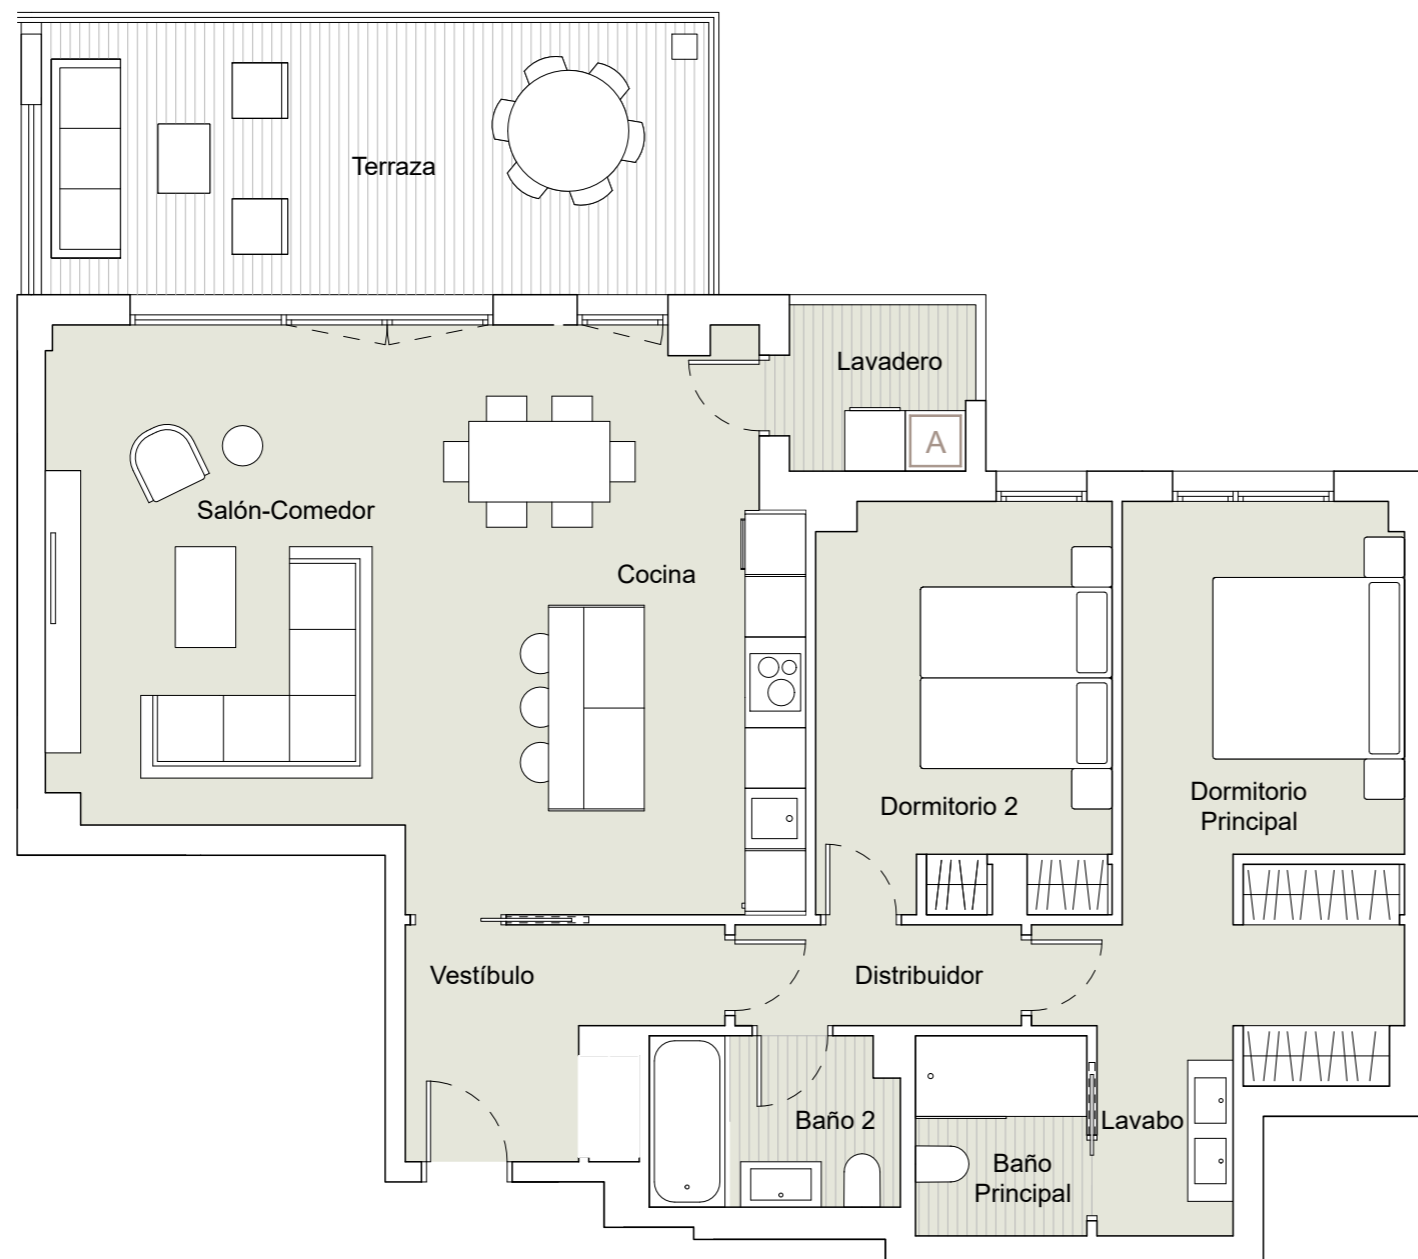 Terraza
Lavadero
A
Salón-Comedor
Cocina
Dormitorio 2
Dormitorio
Principal
Vestíbulo
Distribuidor
Baño 2
Lavabo
Baño
Principal